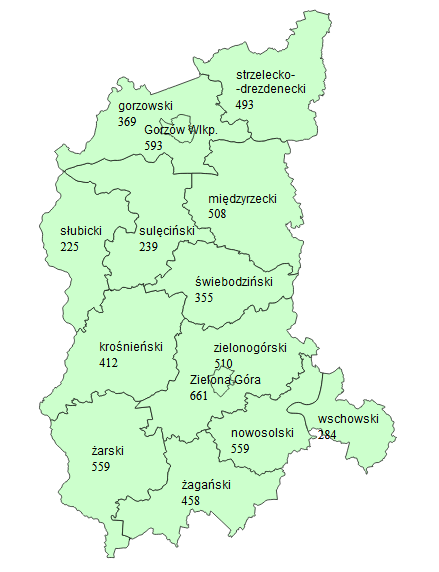 strzelecko-
-drezdenecki
493
gorzowski
369
Gorzów Wlkp.
593
międzyrzecki
508
słubicki
225
sulęciński
239
świebodziński
355
krośnieński
412
zielonogórski
510
Zielona Góra
661
wschowski
284
nowosolski
559
żarski
559
żagański
458